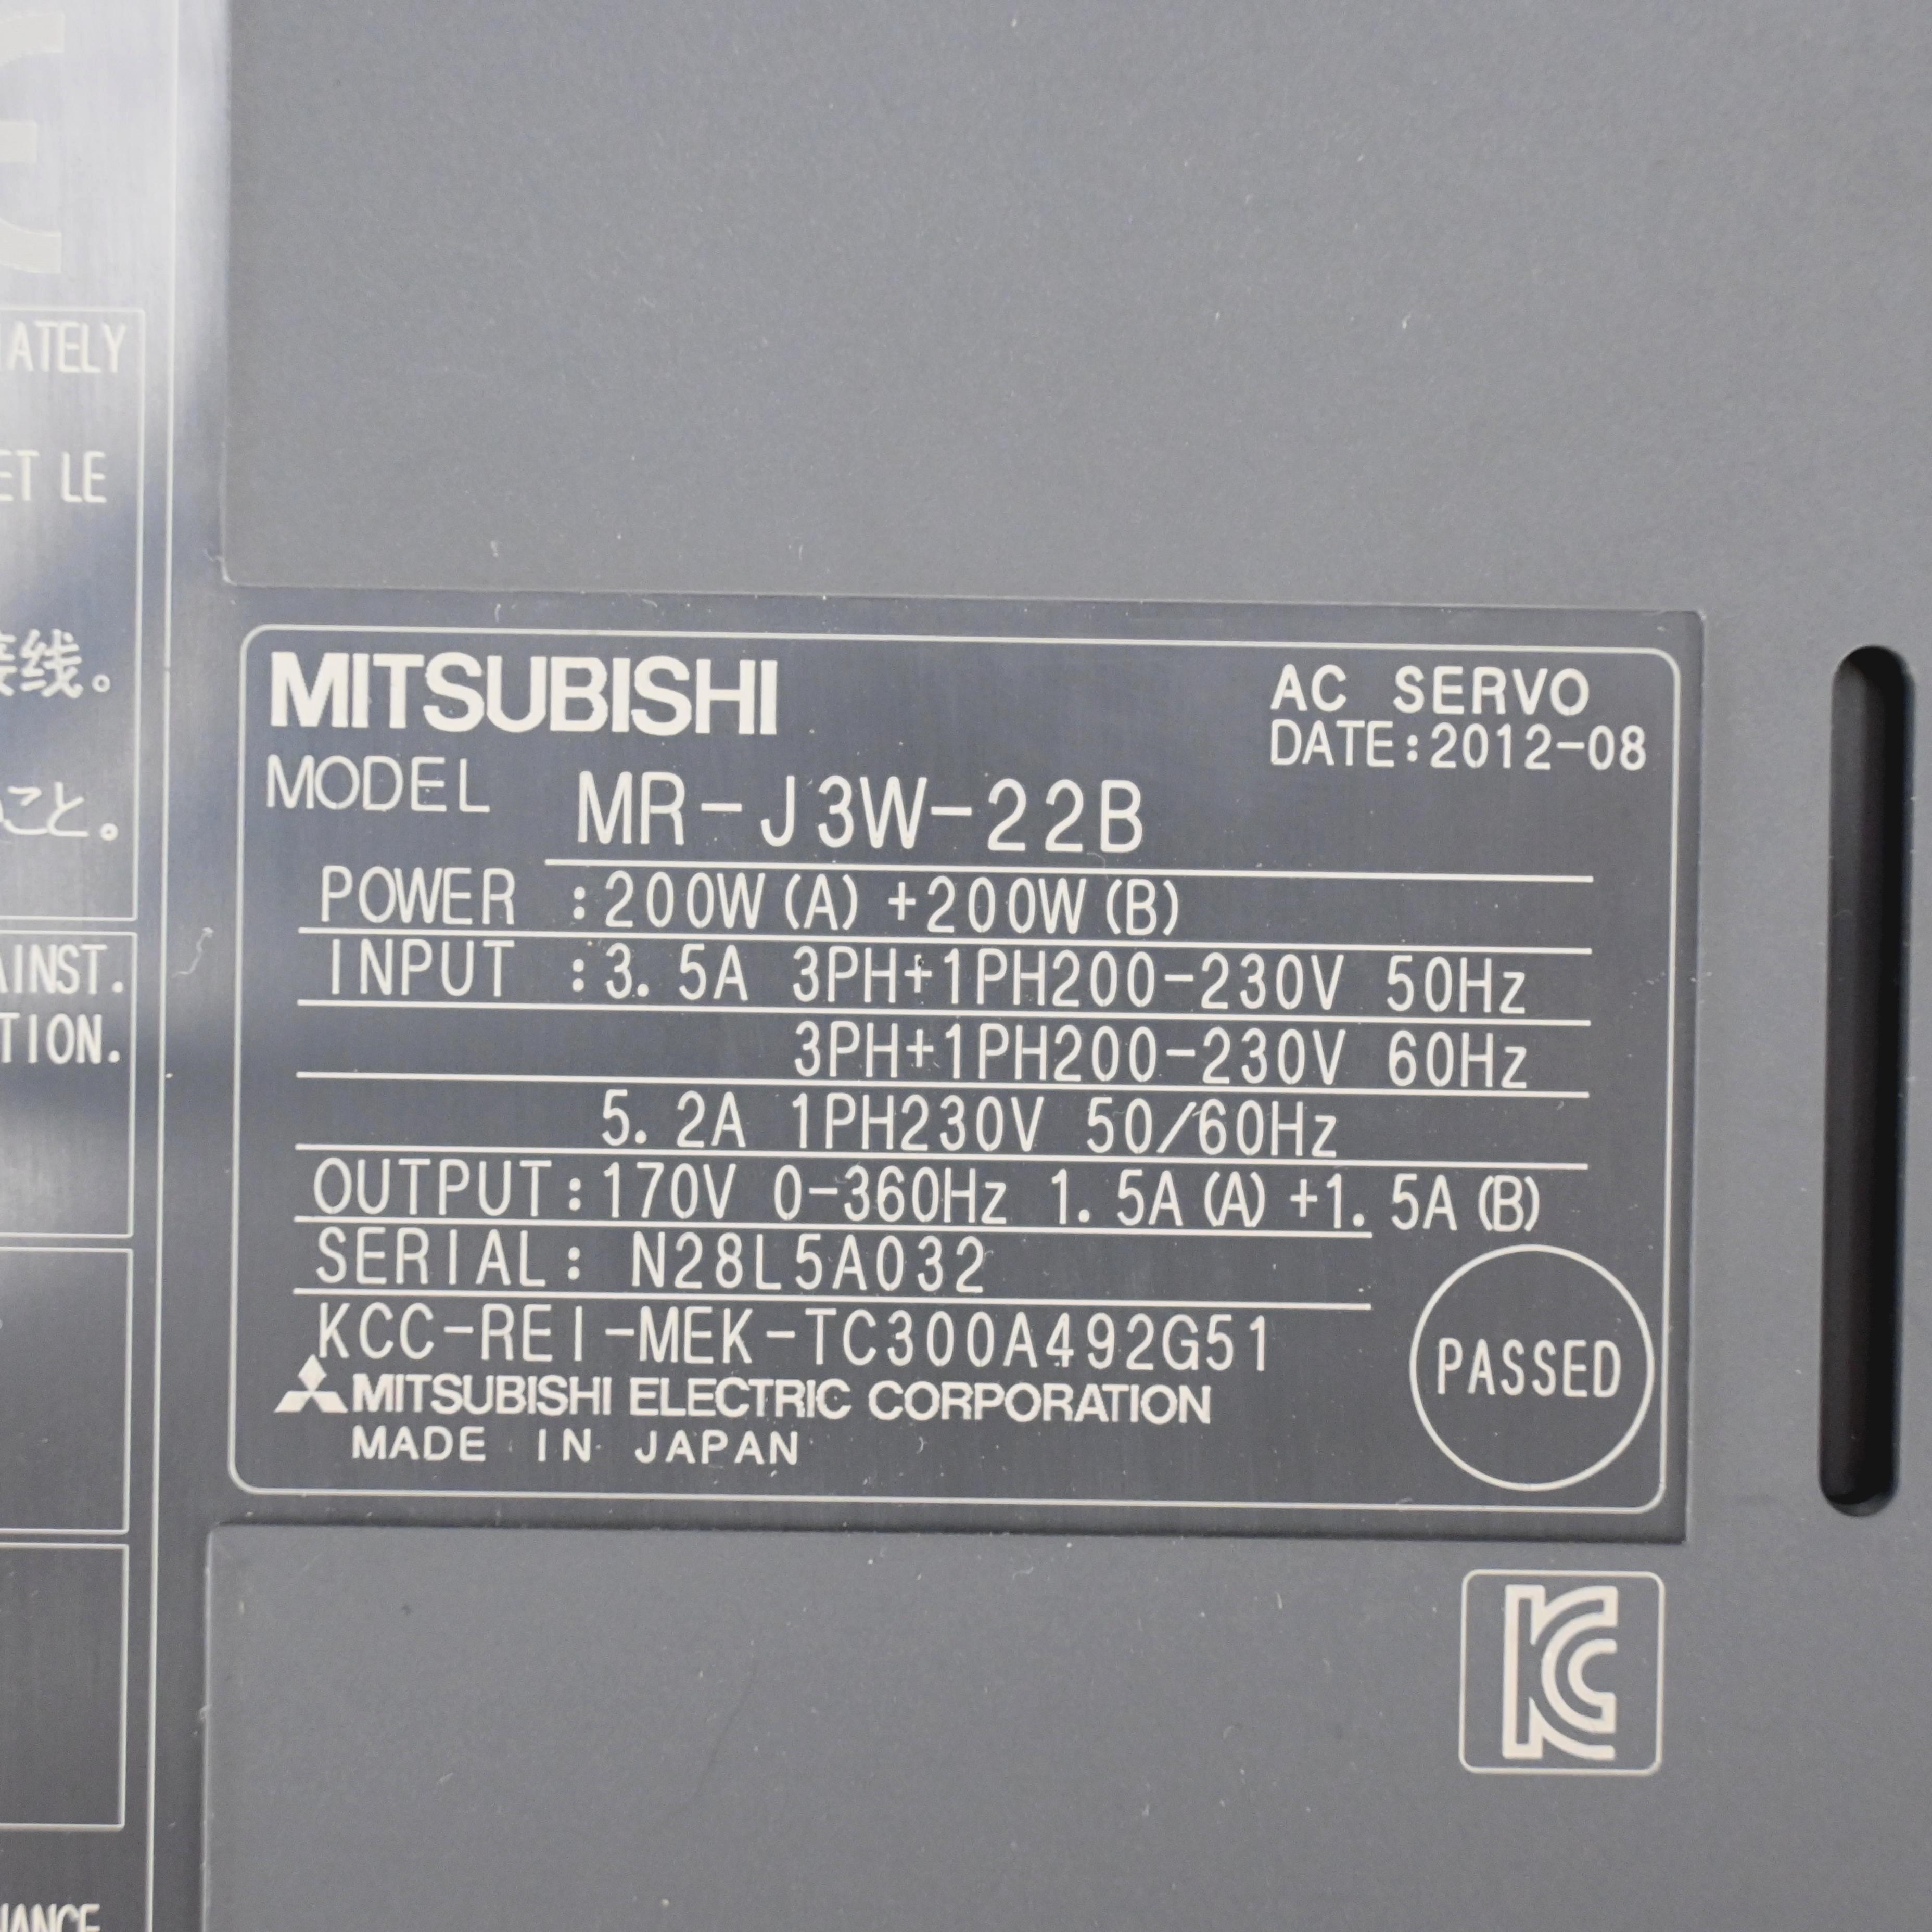 ATELY
ET LE
接线。
こと。
AINST.
TION.
MITSUBISHI
AC SERVO
DATE:2012-08
MODEL MR-J3W-22B
POWER :200W(A)+200W(B)
INPUT :3.5A 3PH+1PH200-230V 50Hz
3PH+1PH200-230V 60Hz
5.2A 1PH230V 50/60Hz
OUTPUT:170V 0-360Hz 1.5A(A)+1.5A(B)
SERIAL: N28L5A032
KCC-REI-MEK-TC300A492G51
MITSUBISHI ELECTRIC CORPORATION
MADE IN JAPAN
PASSED